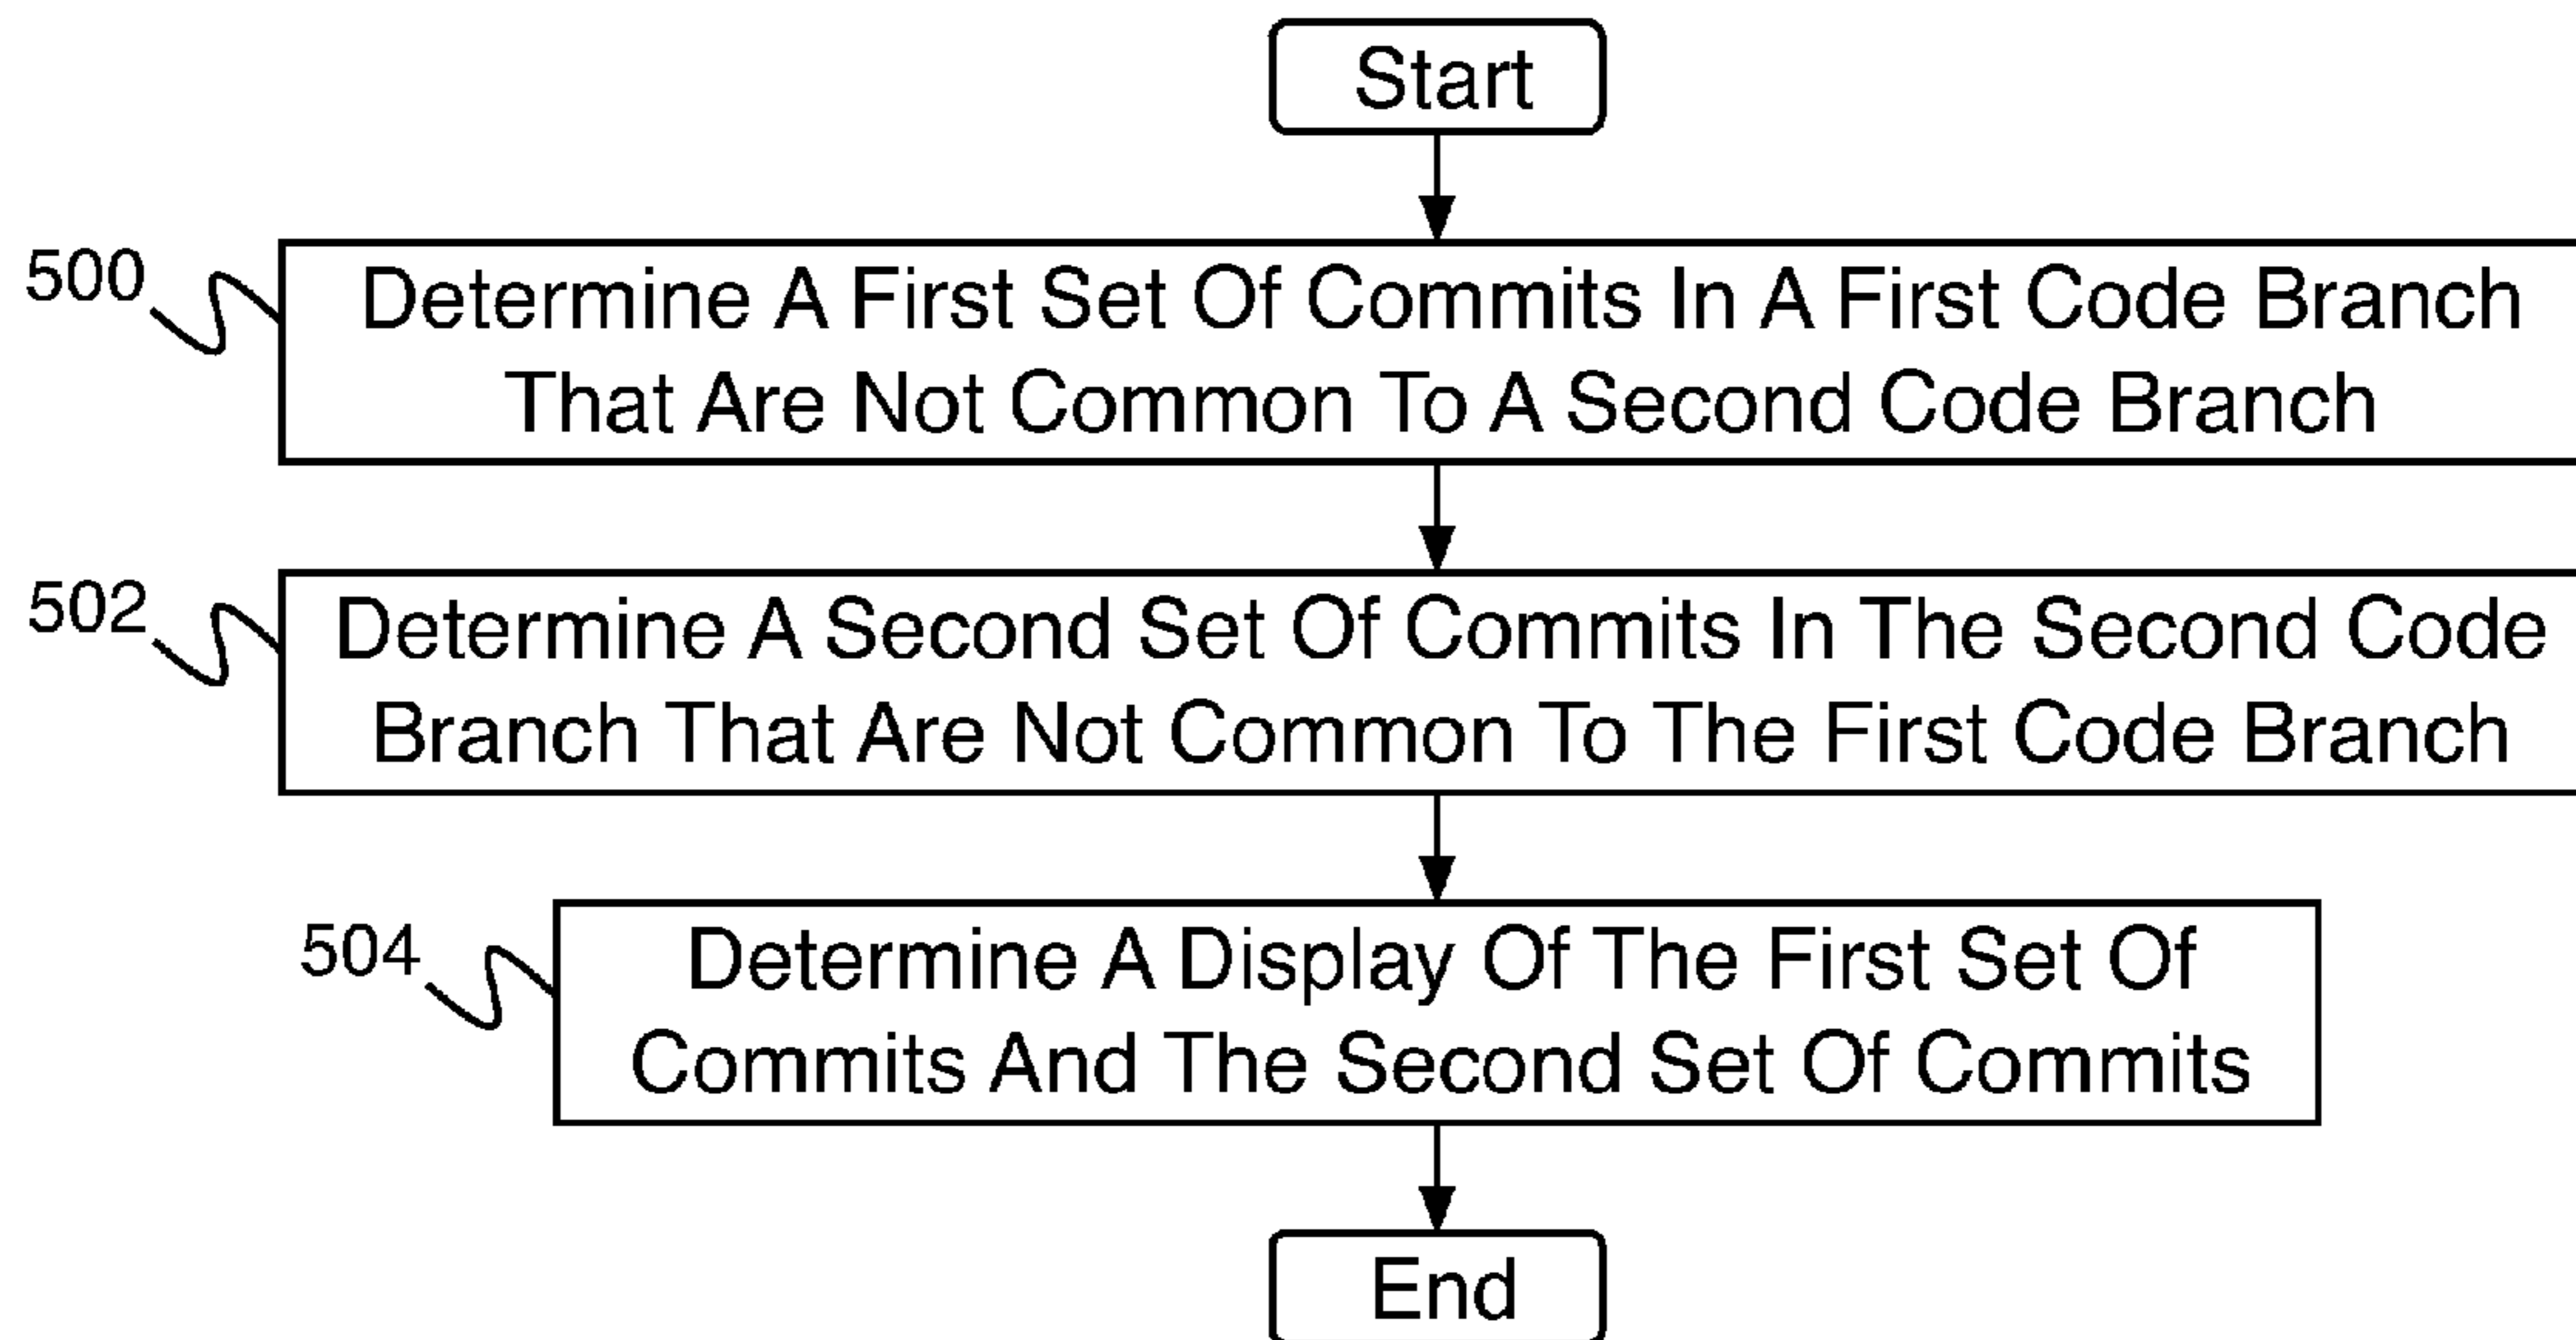 Start
500
Determine A First Set Of Commits In A First Code Branch
That Are Not Common To A Second Code Branch
502
Determine A Second Set Of Commits In The Second Code
Branch That Are Not Common To The First Code Branch
504
Determine A Display Of The First Set Of
Commits And The Second Set Of Commits
End